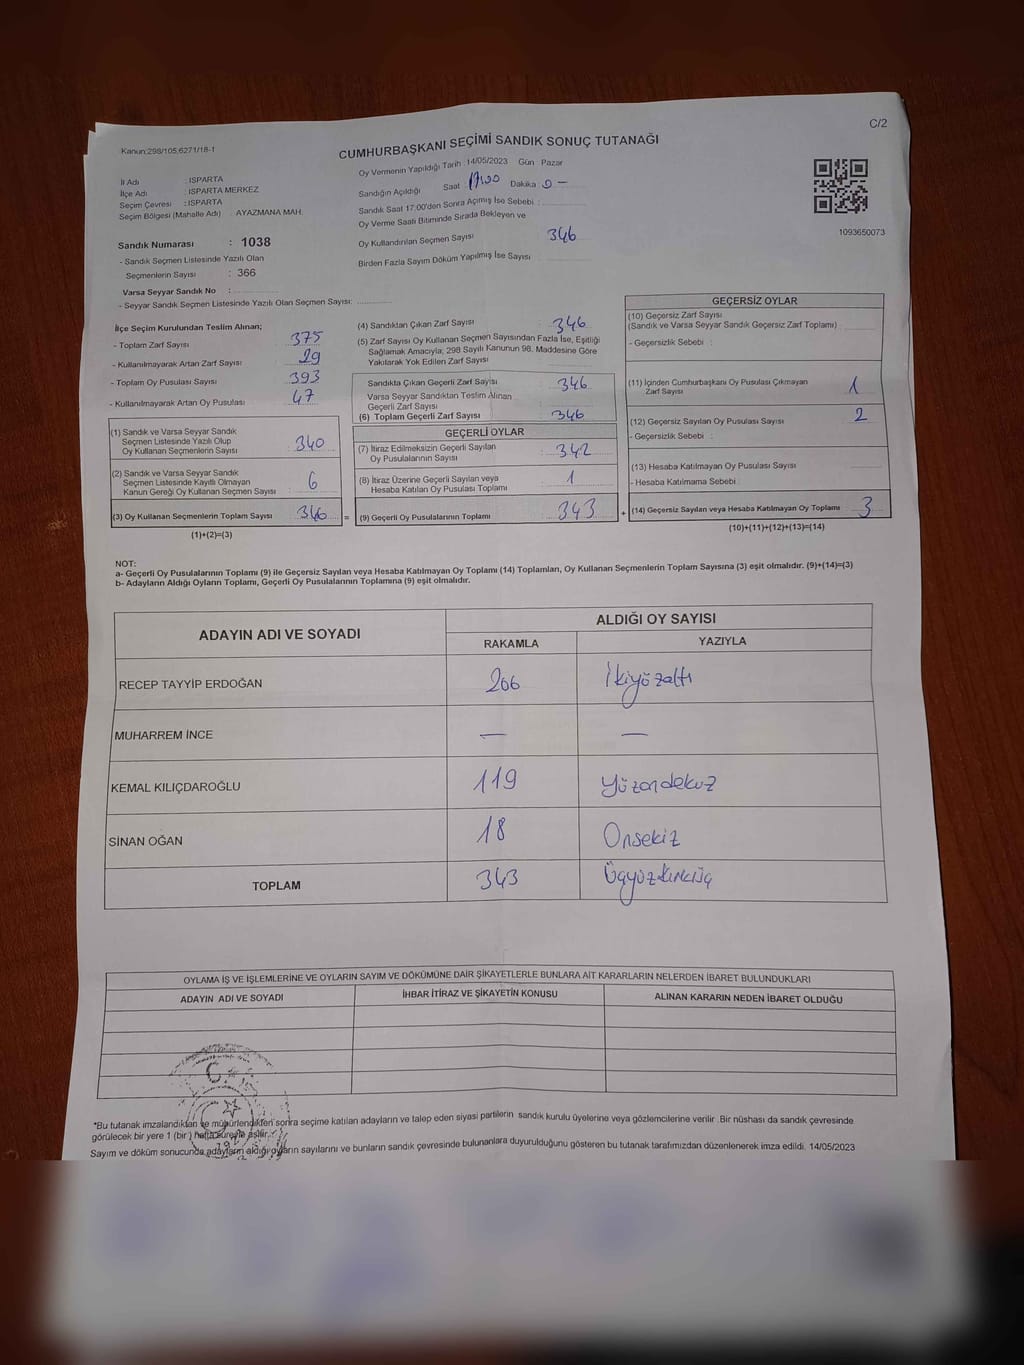 C/2
Kanun:298/105;6271/18-1
CUMHURBAŞKANI SEÇİMİ SANDIK SONUÇ TUTANAĞI
İl Adı : ISPARTA
İlçe Adı : ISPARTA MERKEZ
Seçim Çevresi : ISPARTA
Seçim Bölgesi (Mahalle Adı) . AYAZMANA MAH.
Sandık Numarası : 1038
- Sandık Seçmen Listesinde Yazılı Olan
Seçmenlerin Sayısı : 366
Varsa Seyyar Sandık No :
- Seyyar Sandık Seçmen Listesinde Yazılı Olan Seçmen Sayısı:
Oy Vermenin Yapıldığı Tarih : 14/05/2023 Gün Pazar
Sandığın Açıldığı Saat 17:00 Dakika 0 -
Sandık Saat 17:00'den Sonra Açımış İse Sebebi :
Oy Verme Saati Bitiminde Sırada Bekleyen ve
Oy Kullandırılan Seçmen Sayısı 346
Birden Fazla Sayım Döküm Yapılmış İse Sayısı
1093650073
İlçe Seçim Kurulundan Teslim Alınan;
- Toplam Zarf Sayısı 375
- Kullanılmayarak Artan Zarf Sayısı 29
- Toplam Oy Pusulası Sayısı 393
- Kullanılmayarak Artan Oy Pusulası 47
(1) Sandık ve Varsa Seyyar Sandık
Seçmen Listesinde Yazılı Olup
Oy Kullanan Seçmenlerin Sayısı 340
(2) Sandık ve Varsa Seyyar Sandık
Seçmen Listesinde Kayıtlı Olmayan
Kanun Gereği Oy Kullanan Seçmen Sayısı 6
(3) Oy Kullanan Seçmenlerin Toplam Sayısı 346 =
(1)+(2)=(3)
(4) Sandıktan Çıkan Zarf Sayısı 346
(5) Zarf Sayısı Oy Kullanan Seçmen Sayısından Fazla İse, Eşitliği
Sağlamak Amacıyla; 298 Sayılı Kanunun 98. Maddesine Göre
Yakılarak Yok Edilen Zarf Sayısı
Sandıkta Çıkan Geçerli Zarf Sayısı 346
Varsa Seyyar Sandıktan Teslim Alınan
Geçerli Zarf Sayısı
(6) Toplam Geçerli Zarf Sayısı 346
GEÇERLİ OYLAR
(7) İtiraz Edilmeksizin Geçerli Sayılan
Oy Pusulalarının Sayısı 342
(8) İtiraz Üzerine Geçerli Sayılan veya
Hesaba Katılan Oy Pusulası Toplamı 1
(9) Geçerli Oy Pusulalarının Toplamı 343 +
GEÇERSİZ OYLAR
(10) Geçersiz Zarf Sayısı
(Sandık ve Varsa Seyyar Sandık Geçersiz Zarf Toplamı)
- Geçersizlik Sebebi :
(11) İçinden Cumhurbaşkanı Oy Pusulası Çıkmayan
Zarf Sayısı 1
(12) Geçersiz Sayılan Oy Pusulası Sayısı 2
- Geçersizlik Sebebi :
(13) Hesaba Katılmayan Oy Pusulası Sayısı
- Hesaba Katılmama Sebebi
(14) Geçersiz Sayılan veya Hesaba Katılmayan Oy Toplamı 3
(10)+(11)+(12)+(13)=(14)
NOT:
a- Geçerli Oy Pusulalarının Toplamı (9) ile Geçersiz Sayılan veya Hesaba Katılmayan Oy Toplamı (14) Toplamları, Oy Kullanan Seçmenlerin Toplam Sayısına (3) eşit olmalıdır. (9)+(14)=(3)
b- Adayların Aldığı Oyların Toplamı, Geçerli Oy Pusulalarının Toplamına (9) eşit olmalıdır.
ADAYIN ADI VE SOYADI ALDIĞI OY SAYISI
RAKAMLA YAZIYLA
RECEP TAYYİP ERDOĞAN 206 İkiyüzaltı
MUHARREM İNCE — —
KEMAL KILIÇDAROĞLU 119 Yüzondokuz
SİNAN OĞAN 18 Onsekiz
TOPLAM 343 Üçyüzkırküç
OYLAMA İŞ VE İŞLEMLERİNE VE OYLARIN SAYIM VE DÖKÜMÜNE DAİR ŞİKAYETLERLE BUNLARA AİT KARARLARIN NELERDEN İBARET BULUNDUKLARI
ADAYIN ADI VE SOYADI İHBAR İTİRAZ VE ŞİKAYETİN KONUSU ALINAN KARARIN NEDEN İBARET OLDUĞU
*Bu tutanak imzalandıktan ve mühürlendikten sonra seçime katılan adayların ve talep eden siyasi partilerin sandık kurulu üyelerine veya gözlemcilerine verilir. Bir nüshası da sandık çevresinde
görülecek bir yere 1 (bir) hafta süreyle asılır.
Sayım ve döküm sonucunda adayların aldığı oyların sayılarını ve bunların sandık çevresinde bulunanlara duyurulduğunu gösteren bu tutanak tarafımızdan düzenlenerek imza edildi. 14/05/2023